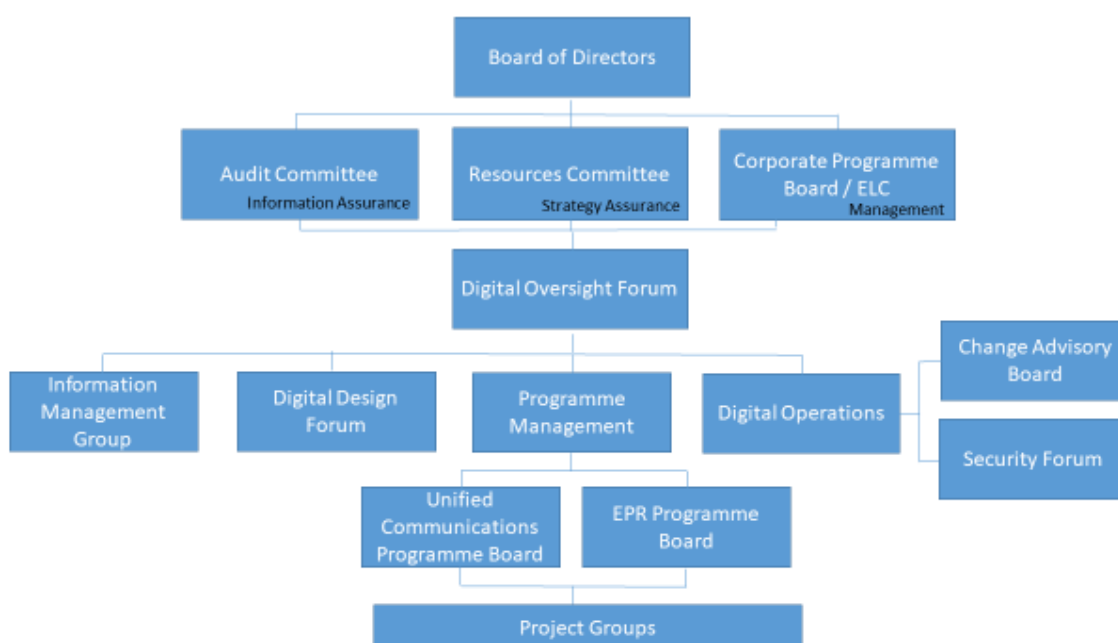 Board of Directors
Audit Committee
Information Assurance
Resources Committee
Strategy Assurance
Corporate Programme
Board / ELC
Management
Digital Oversight Forum
Information
Management
Group
Digital Design
Forum
Programme
Management
Digital Operations
Change Advisory
Board
Security Forum
Unified
Communications
Programme Board
EPR Programme
Board
Project Groups